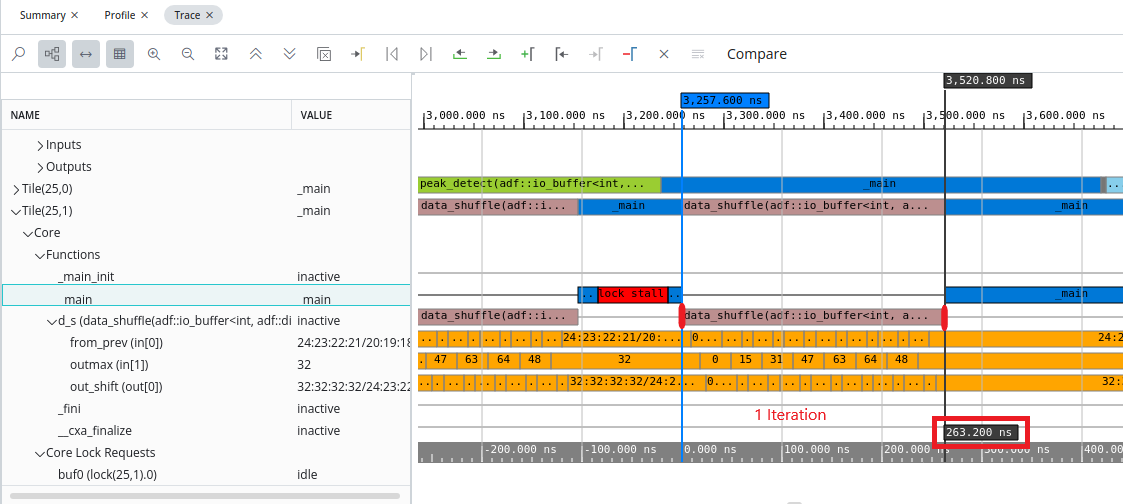 Summary × Profile × Trace ×
Compare
3,520.800 ns
3,257.600 ns
NAME VALUE
3,000.000 ns 3,100.000 ns 3,200.000 ns 3,300.000 ns 3,400.000 ns 3,500.000 ns 3,600.000 ns
Inputs
Outputs
Tile(25,0) _main peak_detect(adf::io_buffer<int,... _main ..
Tile(25,1) _main data_shuffle(adf::i... _main data_shuffle(adf::io_buffer<int, a... _main
Core
Functions
_main_init inactive
main _main .. lock stall .. _main
d_s (data_shuffle(adf::io_buffer<int, adf::di inactive data_shuffle(adf::i... data_shuffle(adf::io_buffer<int, a...
from_prev (in[0]) 24:23:22:21/20:19:18 24:23:22:21/20:... 0... 24:2
outmax (in[1]) 32 .. 47 63 64 48 32 0 15 31 47 63 64 48
out_shift (out[0]) 32:32:32:32/24:23:22 32:32:32:32/24:2... 0... 32:
_fini inactive
1 Iteration
__cxa_finalize inactive
263.200 ns
Core Lock Requests
-200.000 ns -100.000 ns 0.000 ns 100.000 ns 200.000 ns 300.000 ns 400.00
buf0 (lock(25,1).0) idle